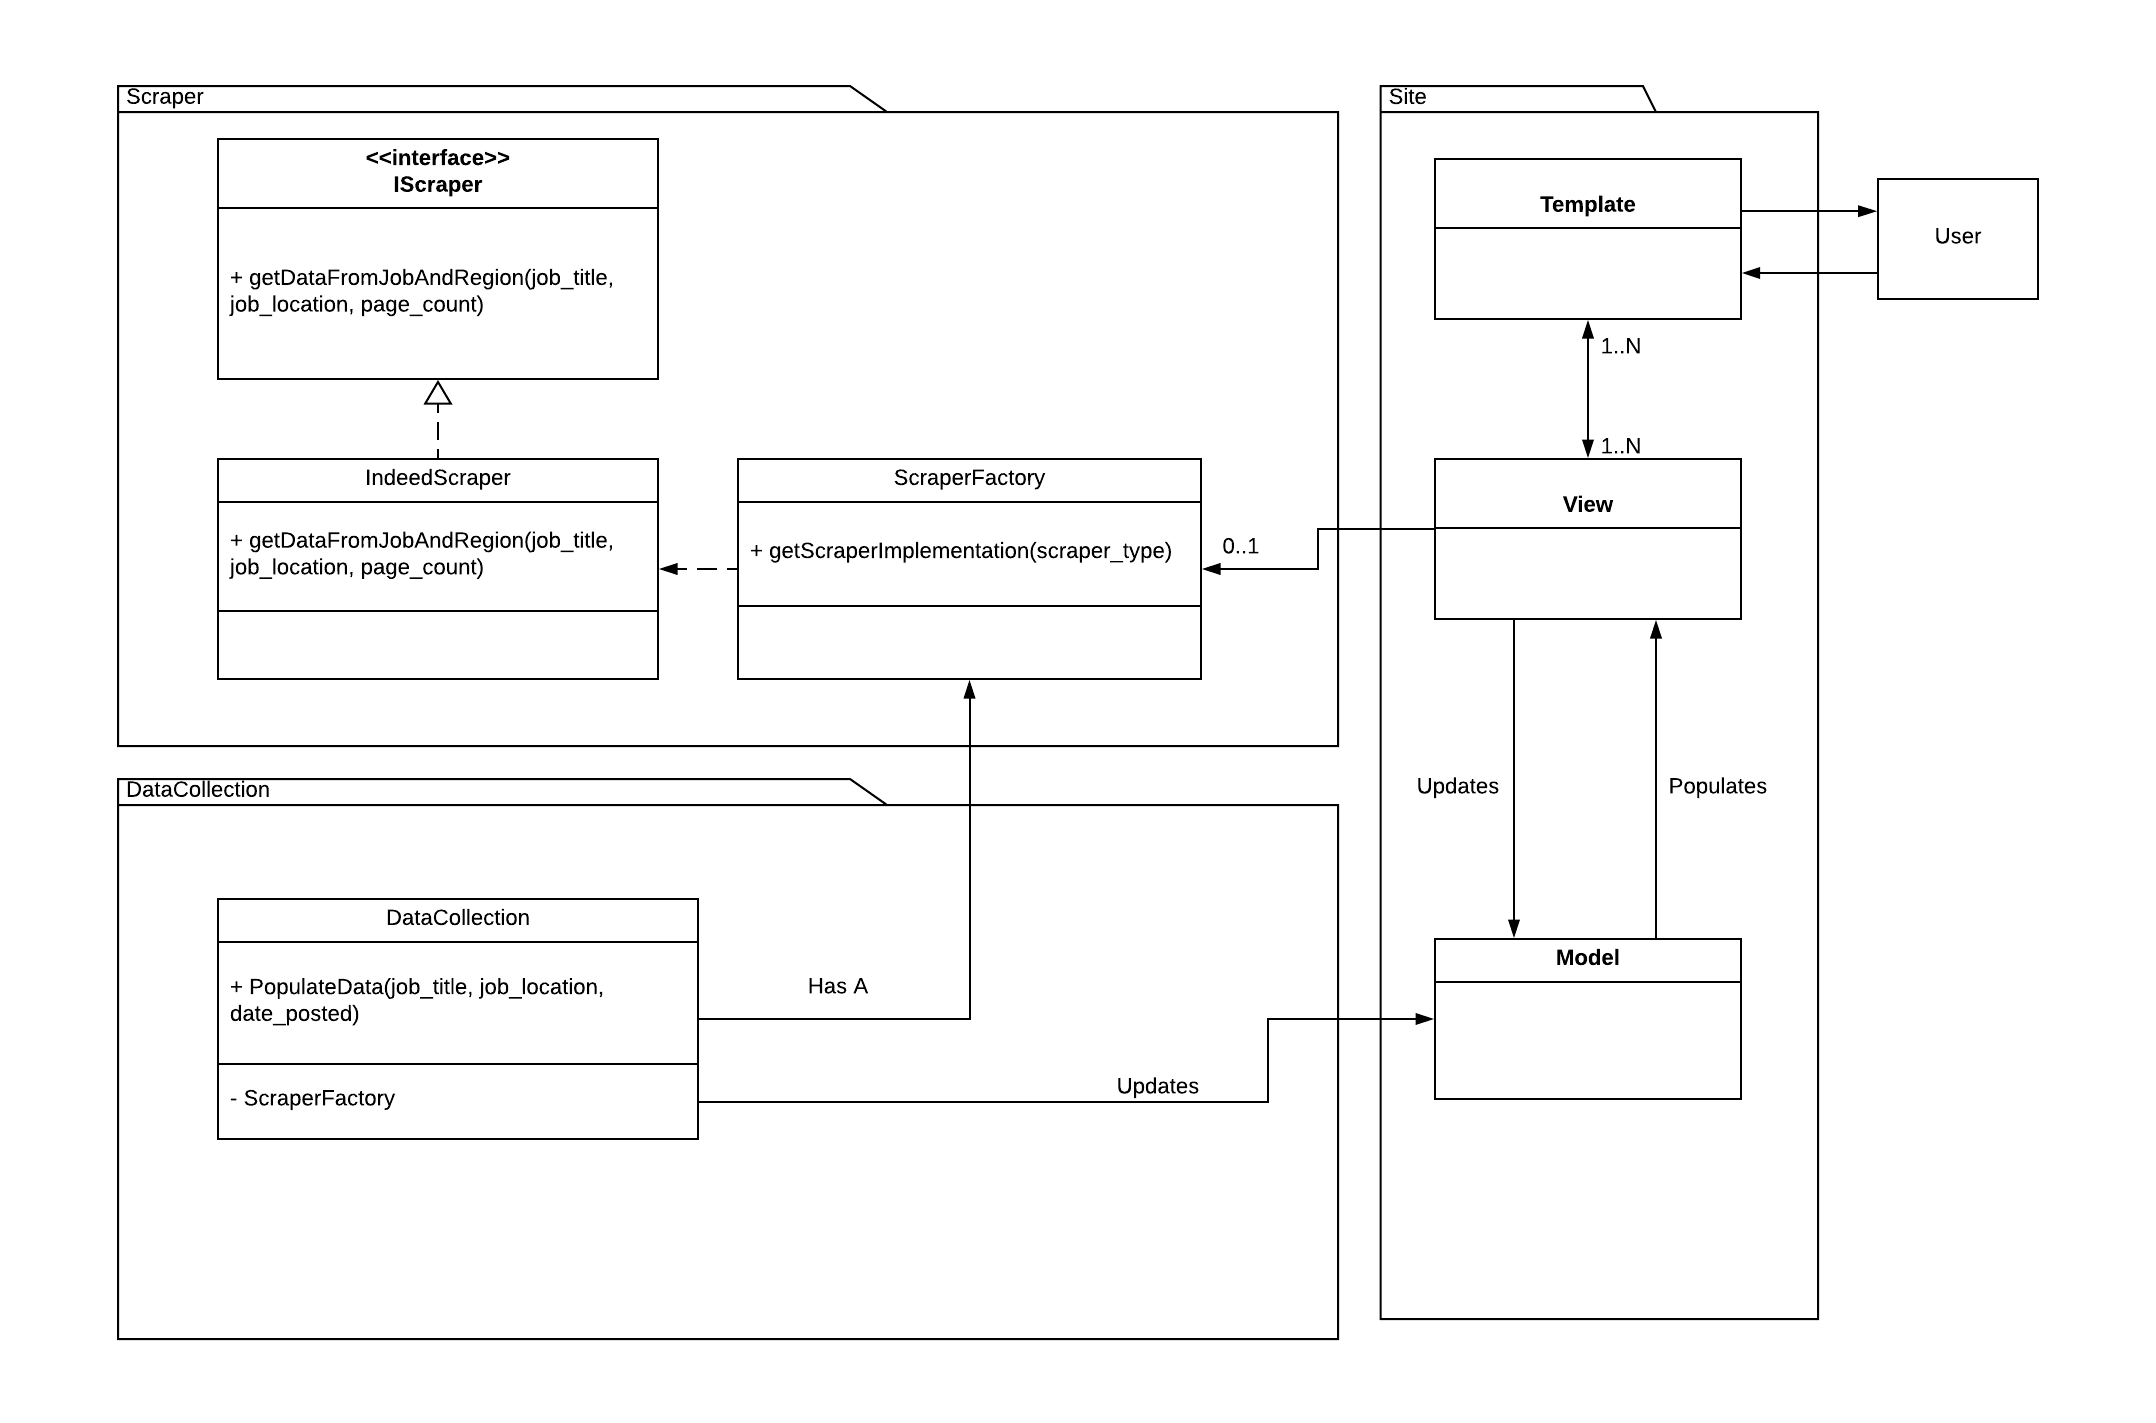 Scraper
<<interface>>
IScraper
+ getDataFromJobAndRegion(job_title,
job_location, page_count)
IndeedScraper
+ getDataFromJobAndRegion(job_title,
job_location, page_count)
ScraperFactory
+ getScraperImplementation(scraper_type)
0..1
Site
Template
User
1..N
1..N
View
Updates
Populates
Model
DataCollection
DataCollection
+ PopulateData(job_title, job_location,
date_posted)
- ScraperFactory
Has A
Updates